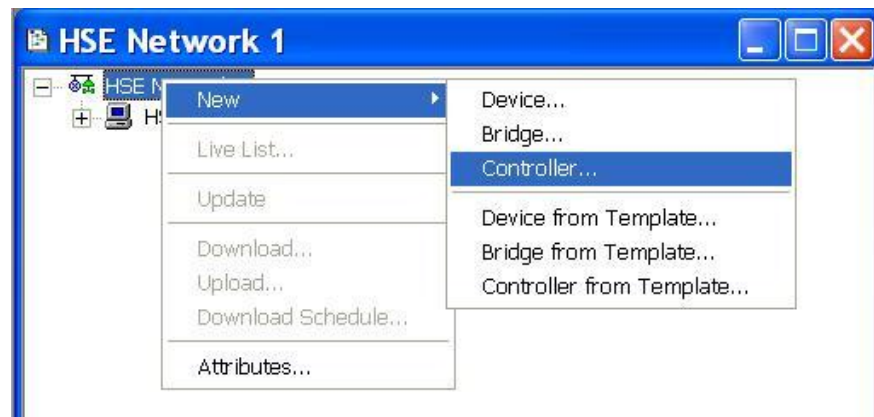 HSE Network 1
HSE
New
Live List...
Update
Download...
Upload...
Download Schedule...
Attributes...
Device...
Bridge...
Controller...
Device from Template...
Bridge from Template...
Controller from Template...